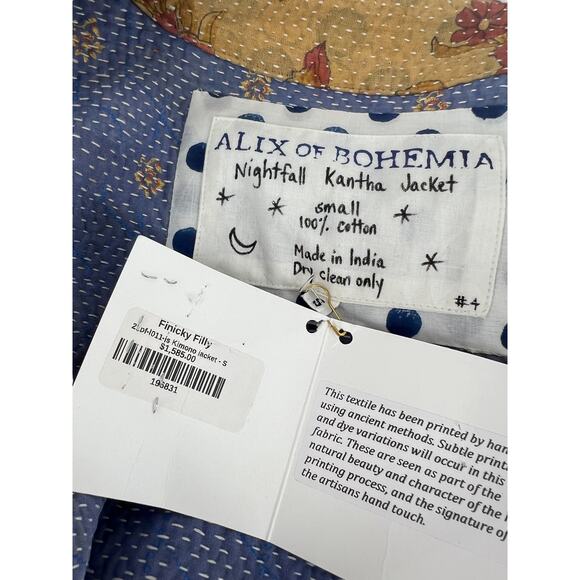 ALIX OF BOHEMIA
Nightfall Kantha Jacket
small
100% cotton
Made in India
Dry clean only
#4
S
Finicky Filly
Kimono jacket - S
$1,585.00
196831
This textile has been printed by han
using ancient methods. Subtle print
and dye variations will occur in this
fabric. These are seen as part of the
natural beauty and character of the
printing process, and the signature of
the artisans hand touch.